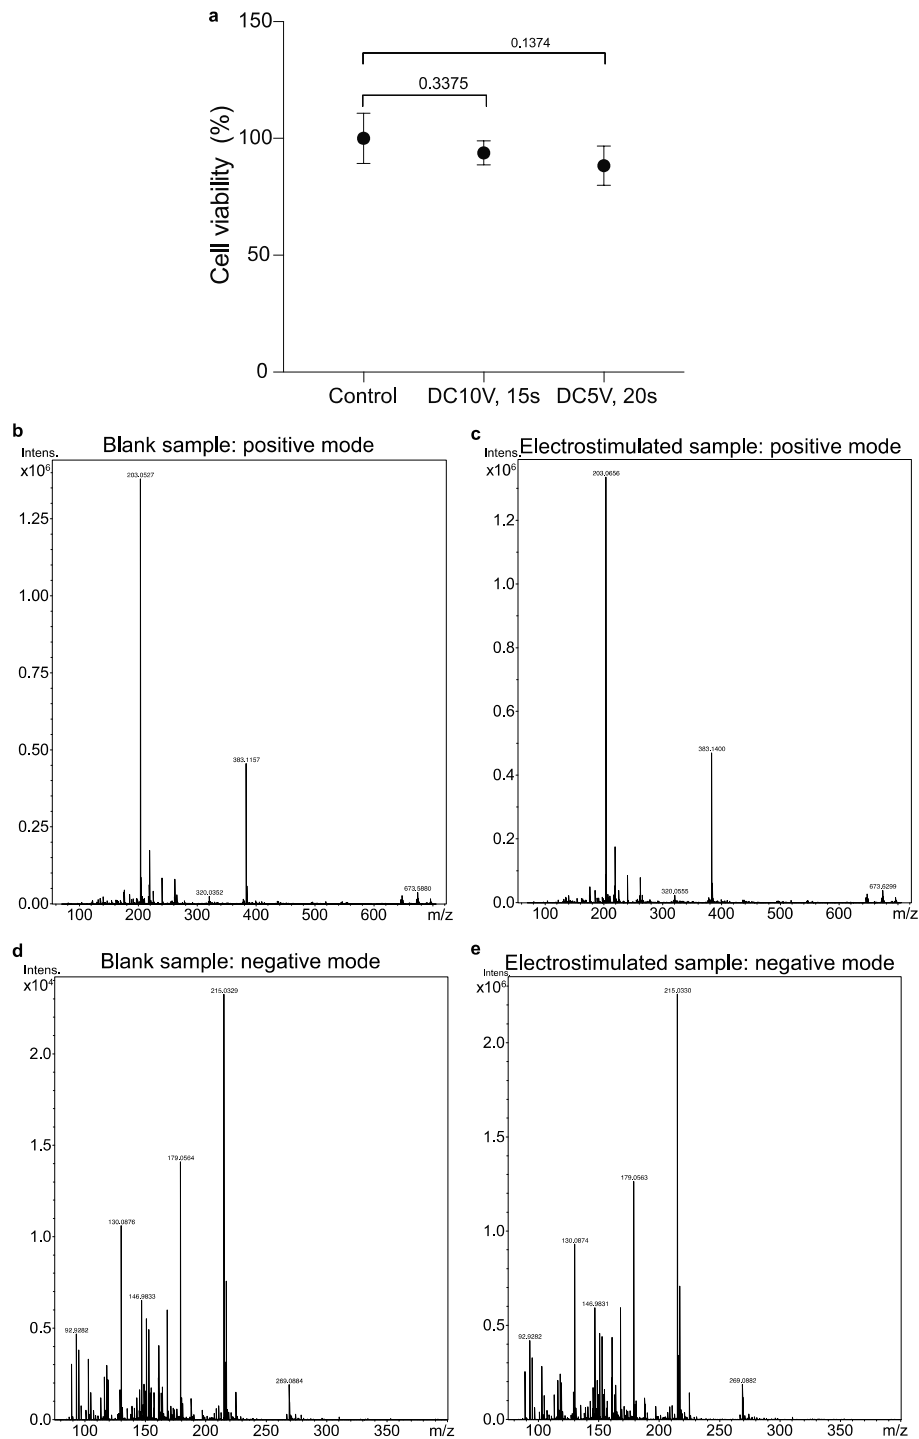 a
150
0.1374
0.3375
100
50
0
Cell viability (%)
Control DC10V, 15s DC5V, 20s
b
Blank sample: positive mode
Intens.
x10⁶
203.0527
1.25
1.00
0.75
0.50
383.1157
0.25
320.0352
673.5880
0.00
100 200 300 400 500 600 m/z
c
Electrostimulated sample: positive mode
Intens.
x10⁶
203.0656
1.2
1.0
0.8
0.6
383.1400
0.4
0.2
320.0555
673.6299
0.0
100 200 300 400 500 600 m/z
d
Blank sample: negative mode
Intens.
x10⁴
215.0329
2.0
1.5
179.0564
130.0876
1.0
146.9833
0.5
92.9282
269.0884
0.0
100 150 200 250 300 350 m/z
e
Electrostimulated sample: negative mode
Intens.
x10⁶
215.0330
2.0
1.5
179.0563
1.0
130.0874
146.9831
0.5
92.9282
269.0882
0.0
100 150 200 250 300 350 m/z